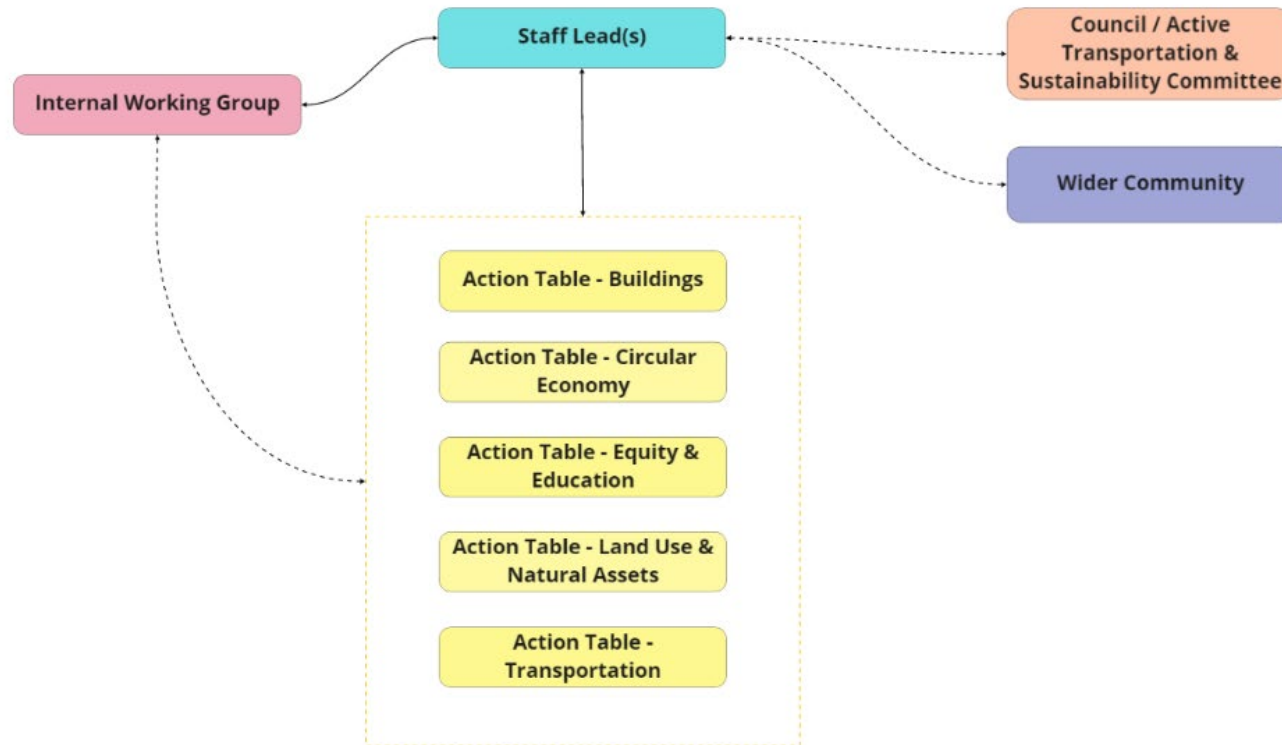 Staff Lead(s)
Council / Active
Transportation &
Sustainability Committee
Internal Working Group
Wider Community
Action Table - Buildings
Action Table - Circular
Economy
Action Table - Equity &
Education
Action Table - Land Use &
Natural Assets
Action Table -
Transportation